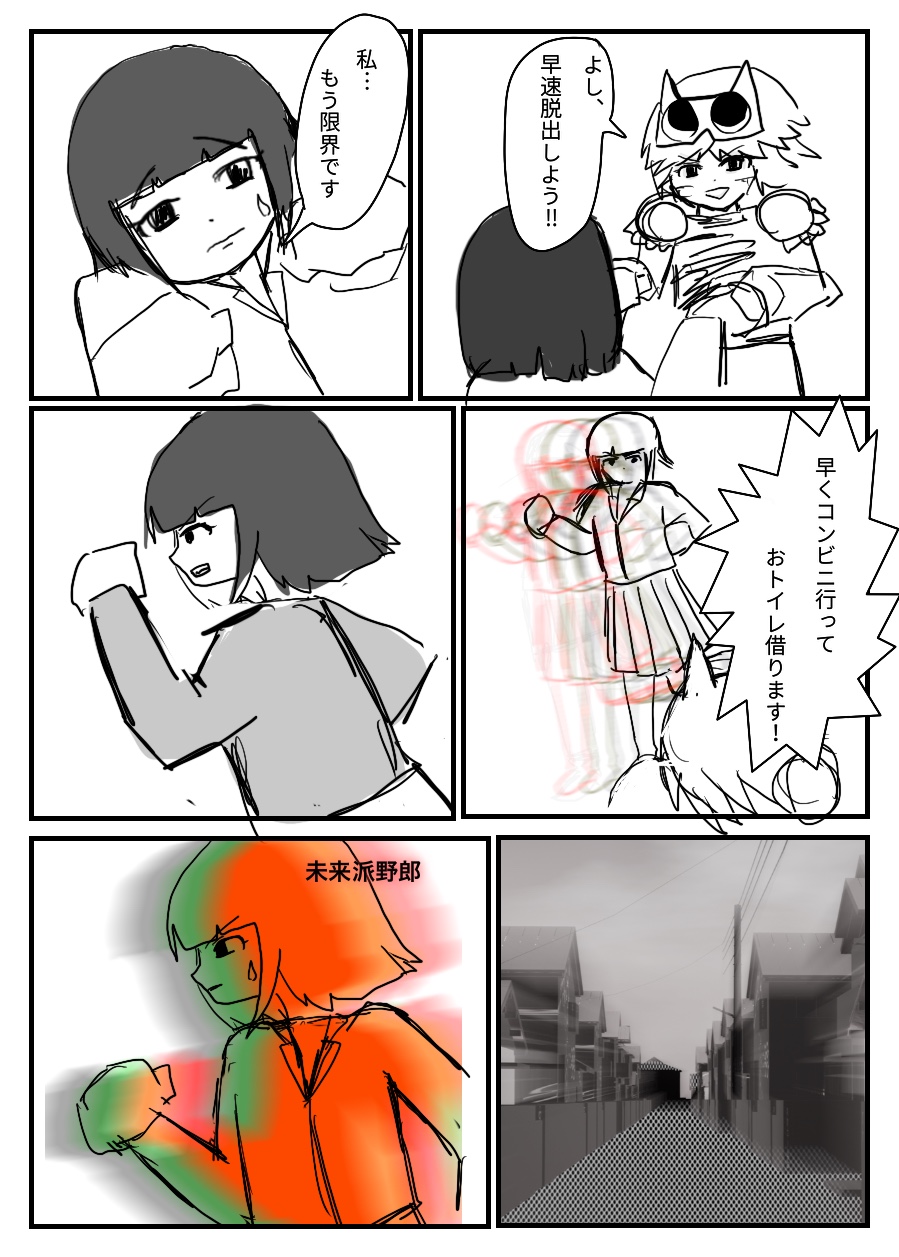 よし、
早速脱出しよう!!
私…
もう限界です
早くコンビニ行って
おトイレ借ります!
未来派野郎